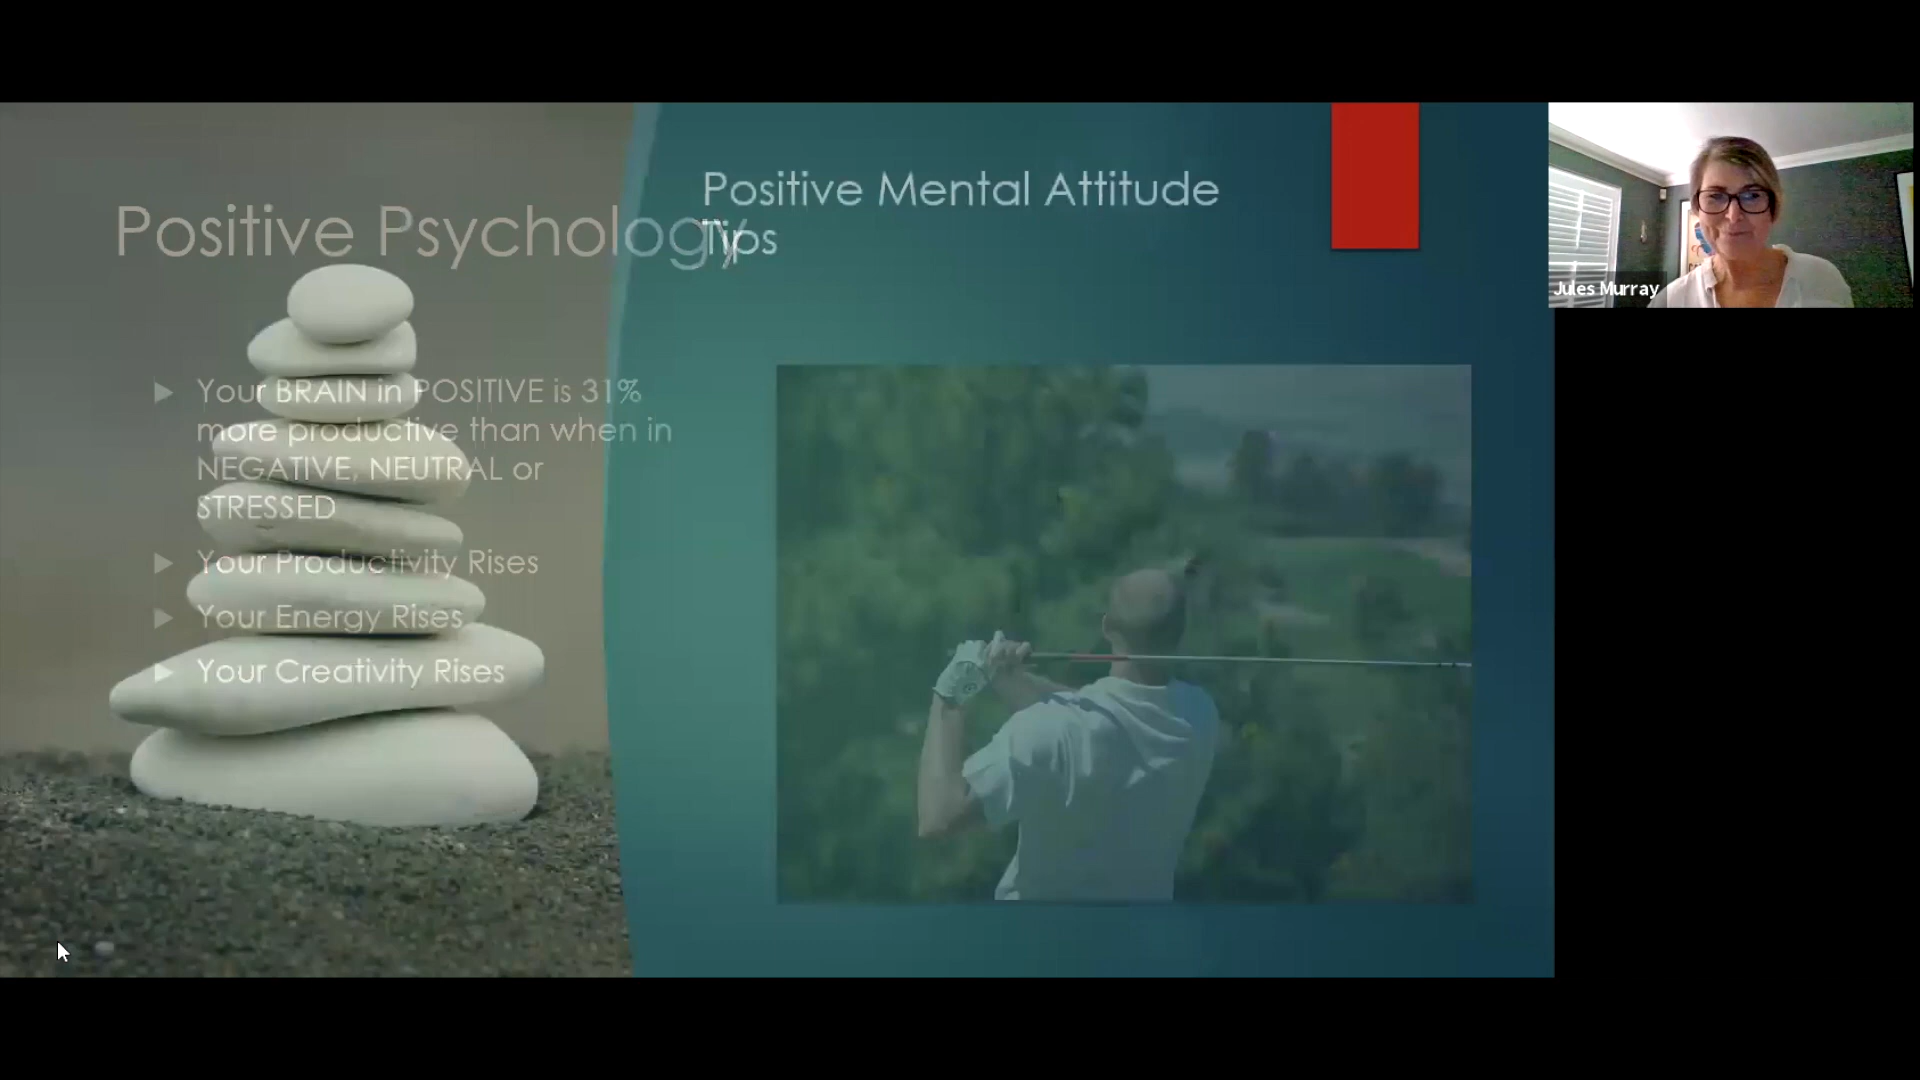 Positive Psychology
Your BRAIN in POSITIVE is 31%
more productive than when in
NEGATIVE, NEUTRAL or
STRESSED
Your Productivity Rises
Your Energy Rises
Your Creativity Rises
Positive Mental Attitude
Tips
Jules Murray